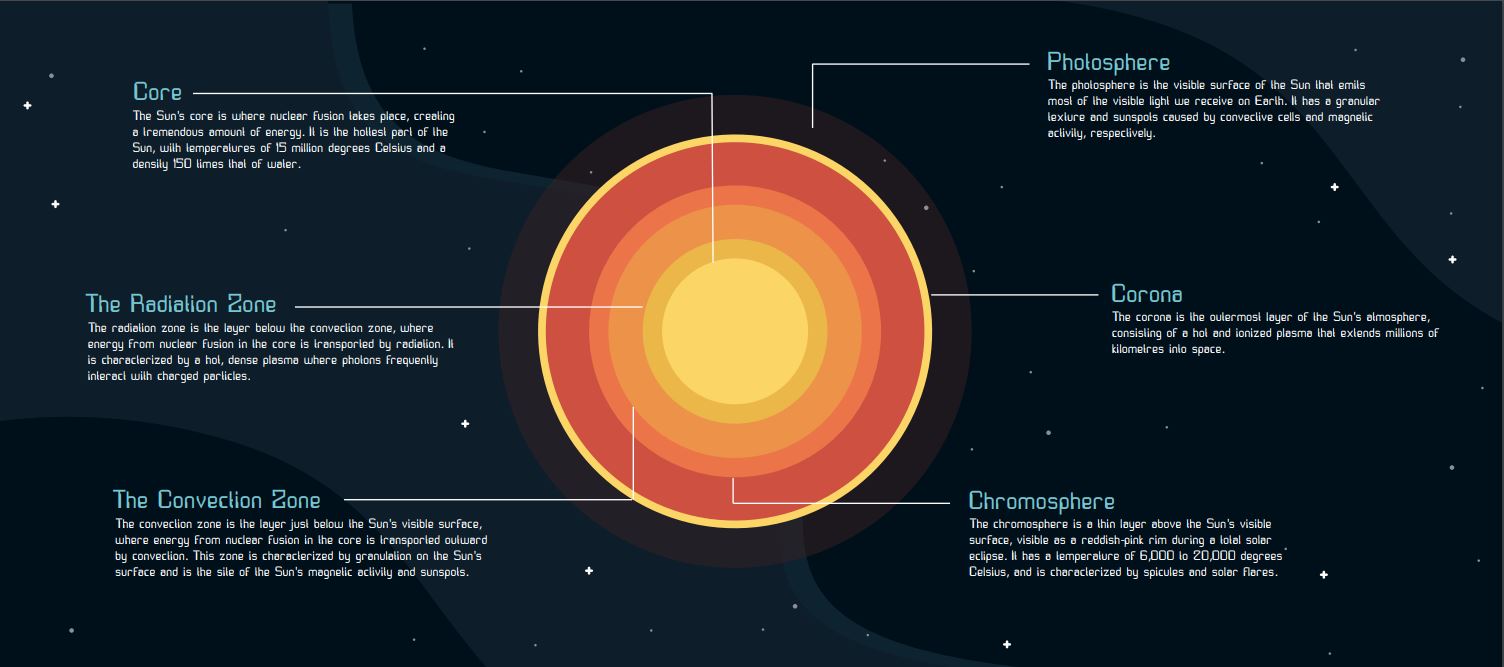 Core
The Sun's core is where nuclear fusion takes place, creating
a tremendous amount of energy. It is the hottest part of the
Sun, with temperatures of 15 million degrees Celsius and a
density 150 times that of water.
The Radiation Zone
The radiation zone is the layer below the convection zone, where
energy from nuclear fusion in the core is transported by radiation. It
is characterized by a hot, dense plasma where photons frequently
interact with charged particles.
The Convection Zone
The convection zone is the layer just below the Sun's visible surface,
where energy from nuclear fusion in the core is transported outward
by convection. This zone is characterized by granulation on the Sun's
surface and is the site of the Sun's magnetic activity and sunspots.
Photosphere
The photosphere is the visible surface of the Sun that emits
most of the visible light we receive on Earth. It has a granular
texture and sunspots caused by convective cells and magnetic
activity, respectively.
Corona
The corona is the outermost layer of the Sun's atmosphere,
consisting of a hot and ionized plasma that extends millions of
kilometres into space.
Chromosphere
The chromosphere is a thin layer above the Sun's visible
surface, visible as a reddish-pink rim during a total solar
eclipse. It has a temperature of 6,000 to 20,000 degrees
Celsius, and is characterized by spicules and solar flares.